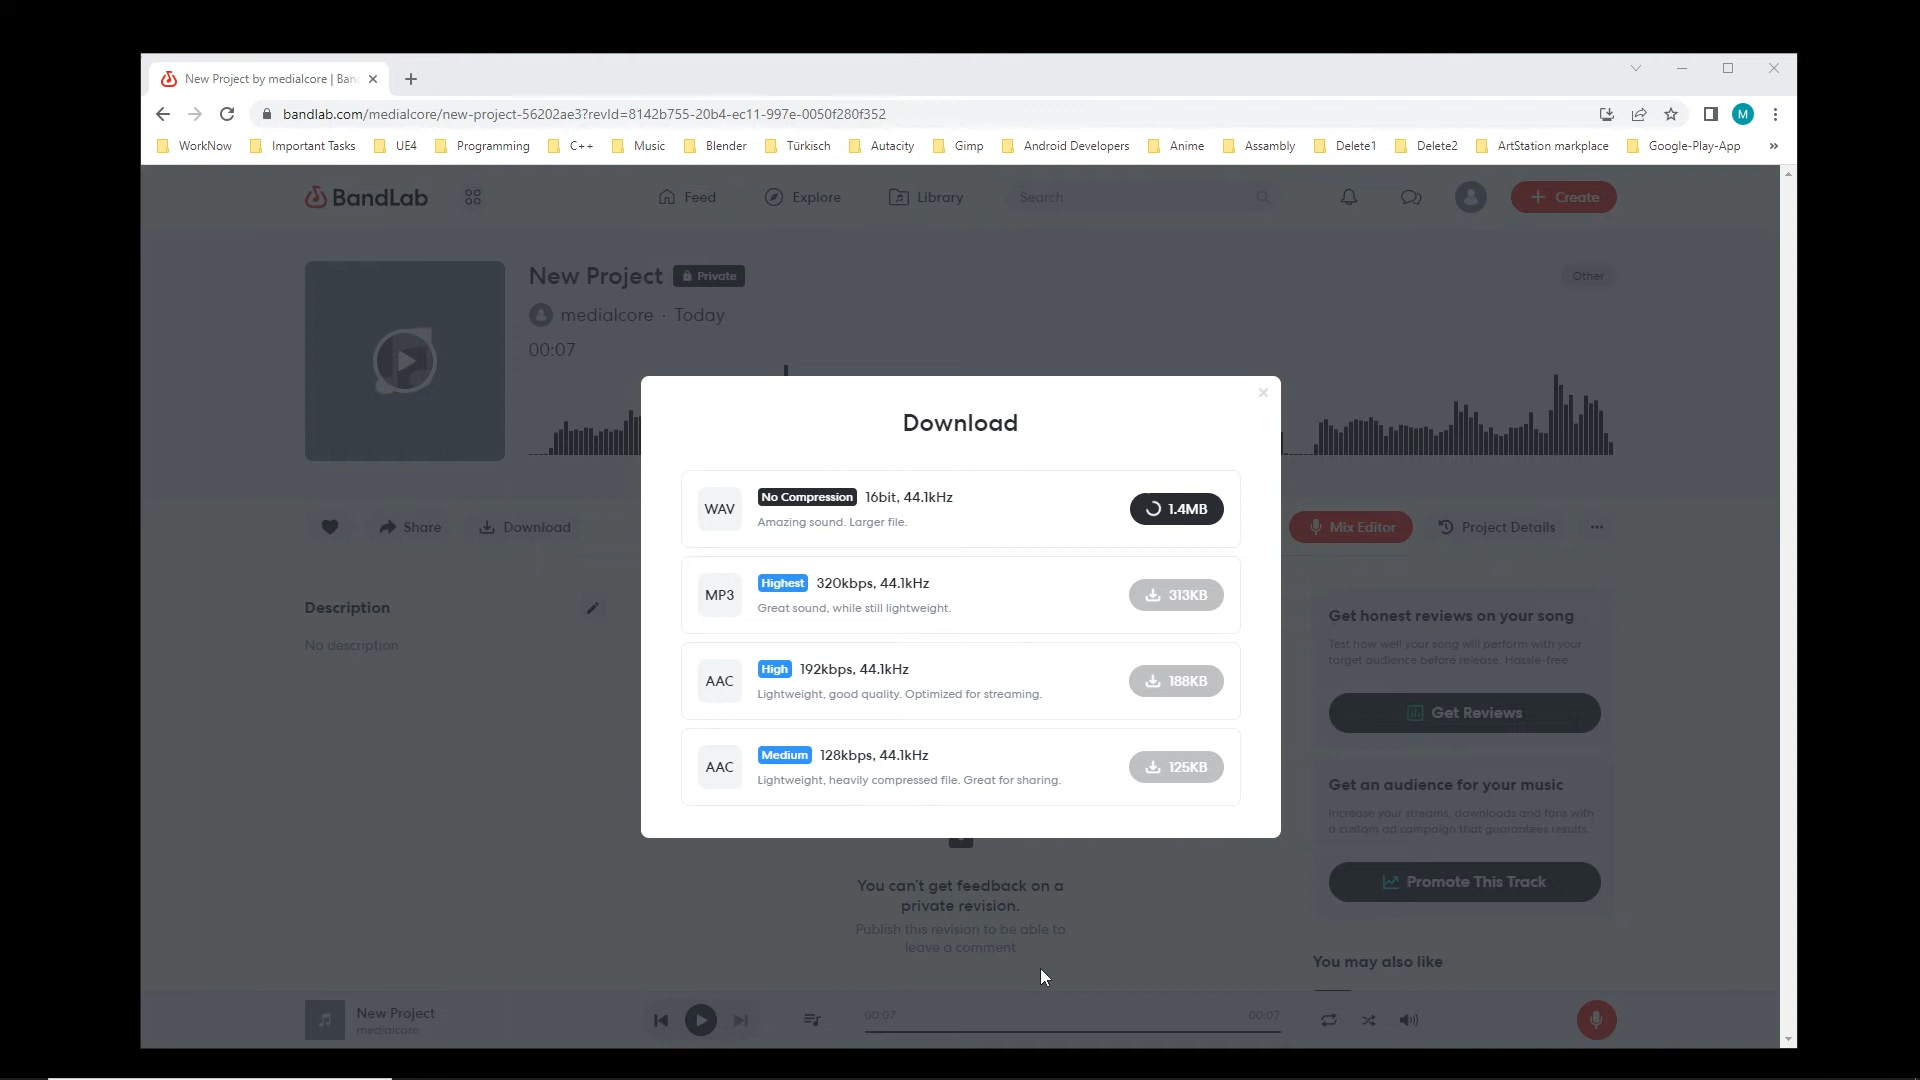 New Project by medialcore | Ban
bandlab.com/medialcore/new-project-56202ae3?revId=8142b755-20b4-ec11-997e-0050f280f352
M
WorkNow Important Tasks UE4 Programming C++ Music Blender Türkisch Autacity Gimp Android Developers Anime Assambly Delete1 Delete2 ArtStation markplace Google-Play-App »
BandLab Feed Explore Library Search + Create
New Project Private Other
medialcore · Today
00:07
Download
WAV No Compression 16bit, 44.1kHz 1.4MB
Amazing sound. Larger file.
MP3 Highest 320kbps, 44.1kHz 313KB
Great sound, while still lightweight.
AAC High 192kbps, 44.1kHz 188KB
Lightweight, good quality. Optimized for streaming.
AAC Medium 128kbps, 44.1kHz 125KB
Lightweight, heavily compressed file. Great for sharing.
Share Download Mix Editor Project Details
Description
No description
Get honest reviews on your song
Test how well your song will perform with your
target audience before release. Hassle-free
Get Reviews
Get an audience for your music
Increase your streams, downloads and fans with
a custom ad campaign that guarantees results.
Promote This Track
You can't get feedback on a
private revision.
Publish this revision to be able to
leave a comment
You may also like
New Project
medialcore
00:07 00:07